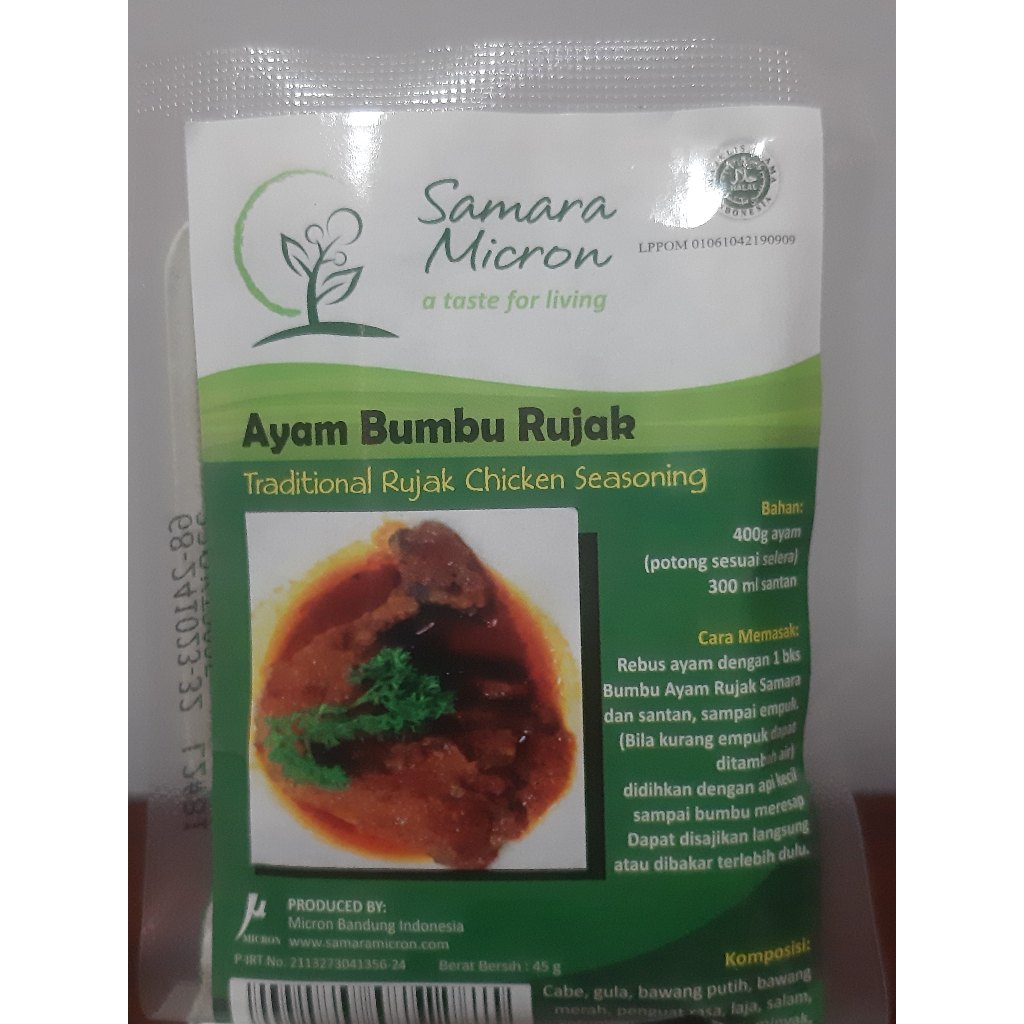 Samara
Micron
a taste for living
HALAL
LPPOM 01061042190909
Ayam Bumbu Rujak
Traditional Rujak Chicken Seasoning
Bahan:
400g ayam
(potong sesuai selera)
300 ml santan
Cara Memasak:
Rebus ayam dengan 1 bks
Bumbu Ayam Rujak Samara
dan santan, sampai empuk.
(Bila kurang empuk dapat
ditambah air)
didihkan dengan api kecil
sampai bumbu meresap
Dapat disajikan langsung
atau dibakar terlebih dulu.
µ
MICRON
PRODUCED BY:
Micron Bandung Indonesia
www.samaramicron.com
P-IRT No. 2113273041356-24 Berat Bersih : 45 g
Komposisi:
Cabe, gula, bawang putih, bawang
merah, penguat rasa, laja, salam,
minyak,